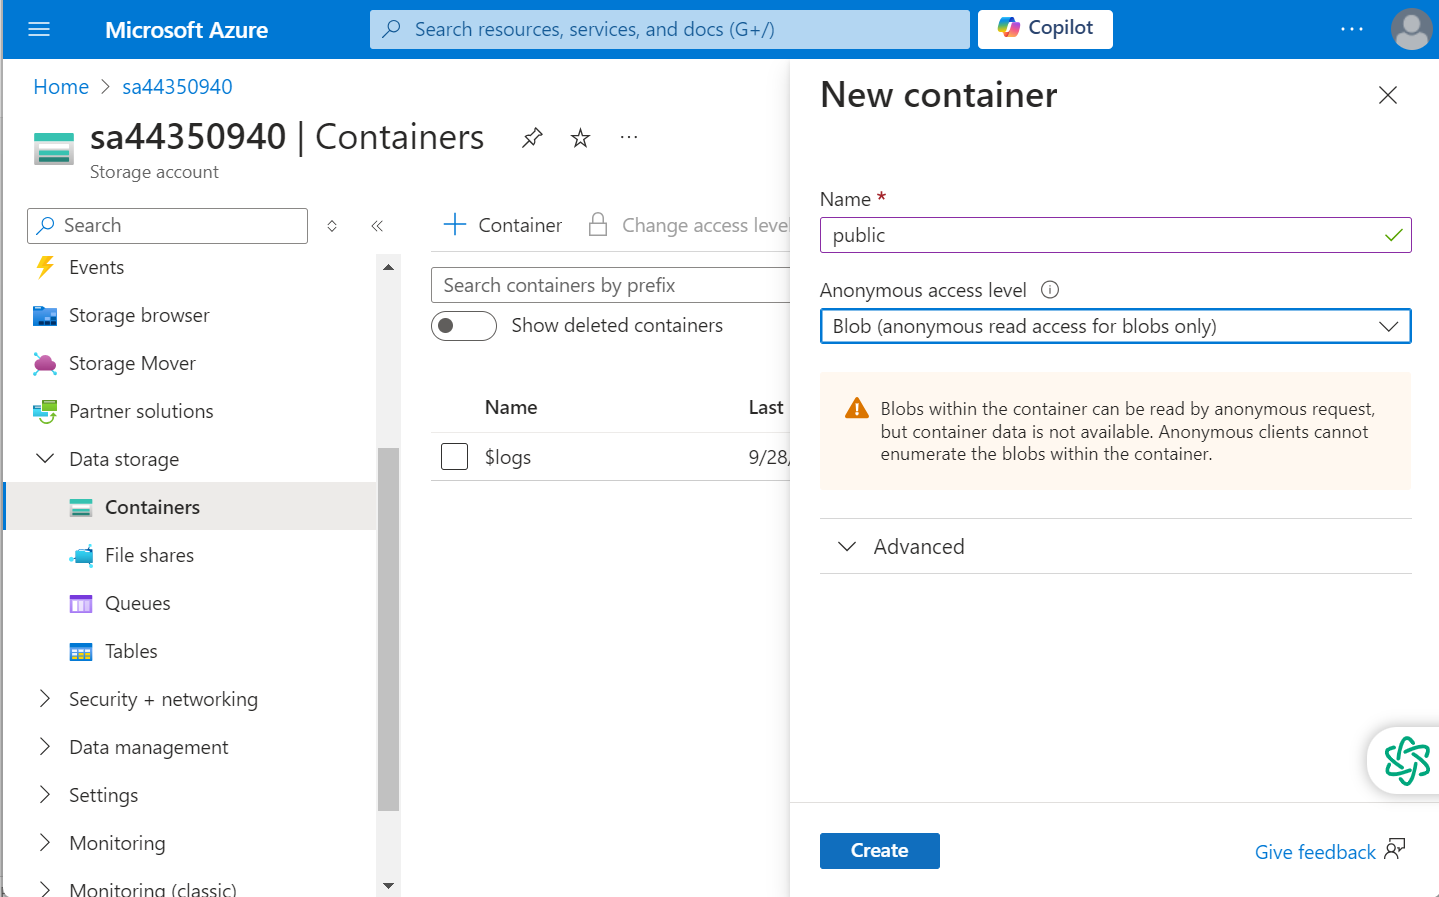 Microsoft Azure
Search resources, services, and docs (G+/)
Copilot
Home > sa44350940
sa44350940 | Containers
Storage account
Search
Events
Storage browser
Storage Mover
Partner solutions
Data storage
Containers
File shares
Queues
Tables
Security + networking
Data management
Settings
Monitoring
Monitoring (classic)
+ Container
Change access leve
Search containers by prefix
Show deleted containers
Name Last
$logs 9/28/
New container
Name *
public
Anonymous access level
Blob (anonymous read access for blobs only)
Blobs within the container can be read by anonymous request,
but container data is not available. Anonymous clients cannot
enumerate the blobs within the container.
Advanced
Create
Give feedback